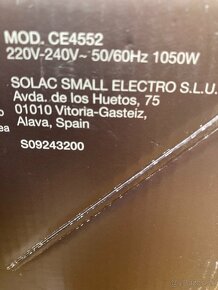 MOD. CE4552
220V-240V~ 50/60Hz 1050W
SOLAC SMALL ELECTRO S.L.U.
Avda. de los Huetos, 75
01010 Vitoria-Gasteiz,
Alava, Spain
S09243200